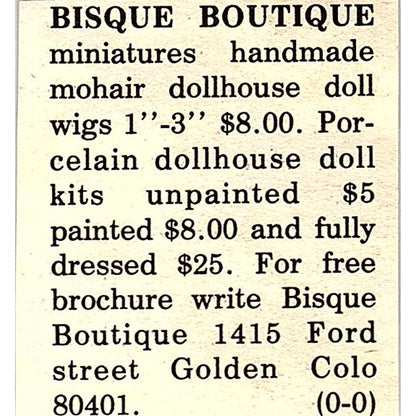 BISQUE BOUTIQUE
miniatures handmade
mohair dollhouse doll
wigs 1''-3'' $8.00. Por-
celain dollhouse doll
kits unpainted $5
painted $8.00 and fully
dressed $25. For free
brochure write Bisque
Boutique 1415 Ford
street Golden Colo
80401. (0-0)